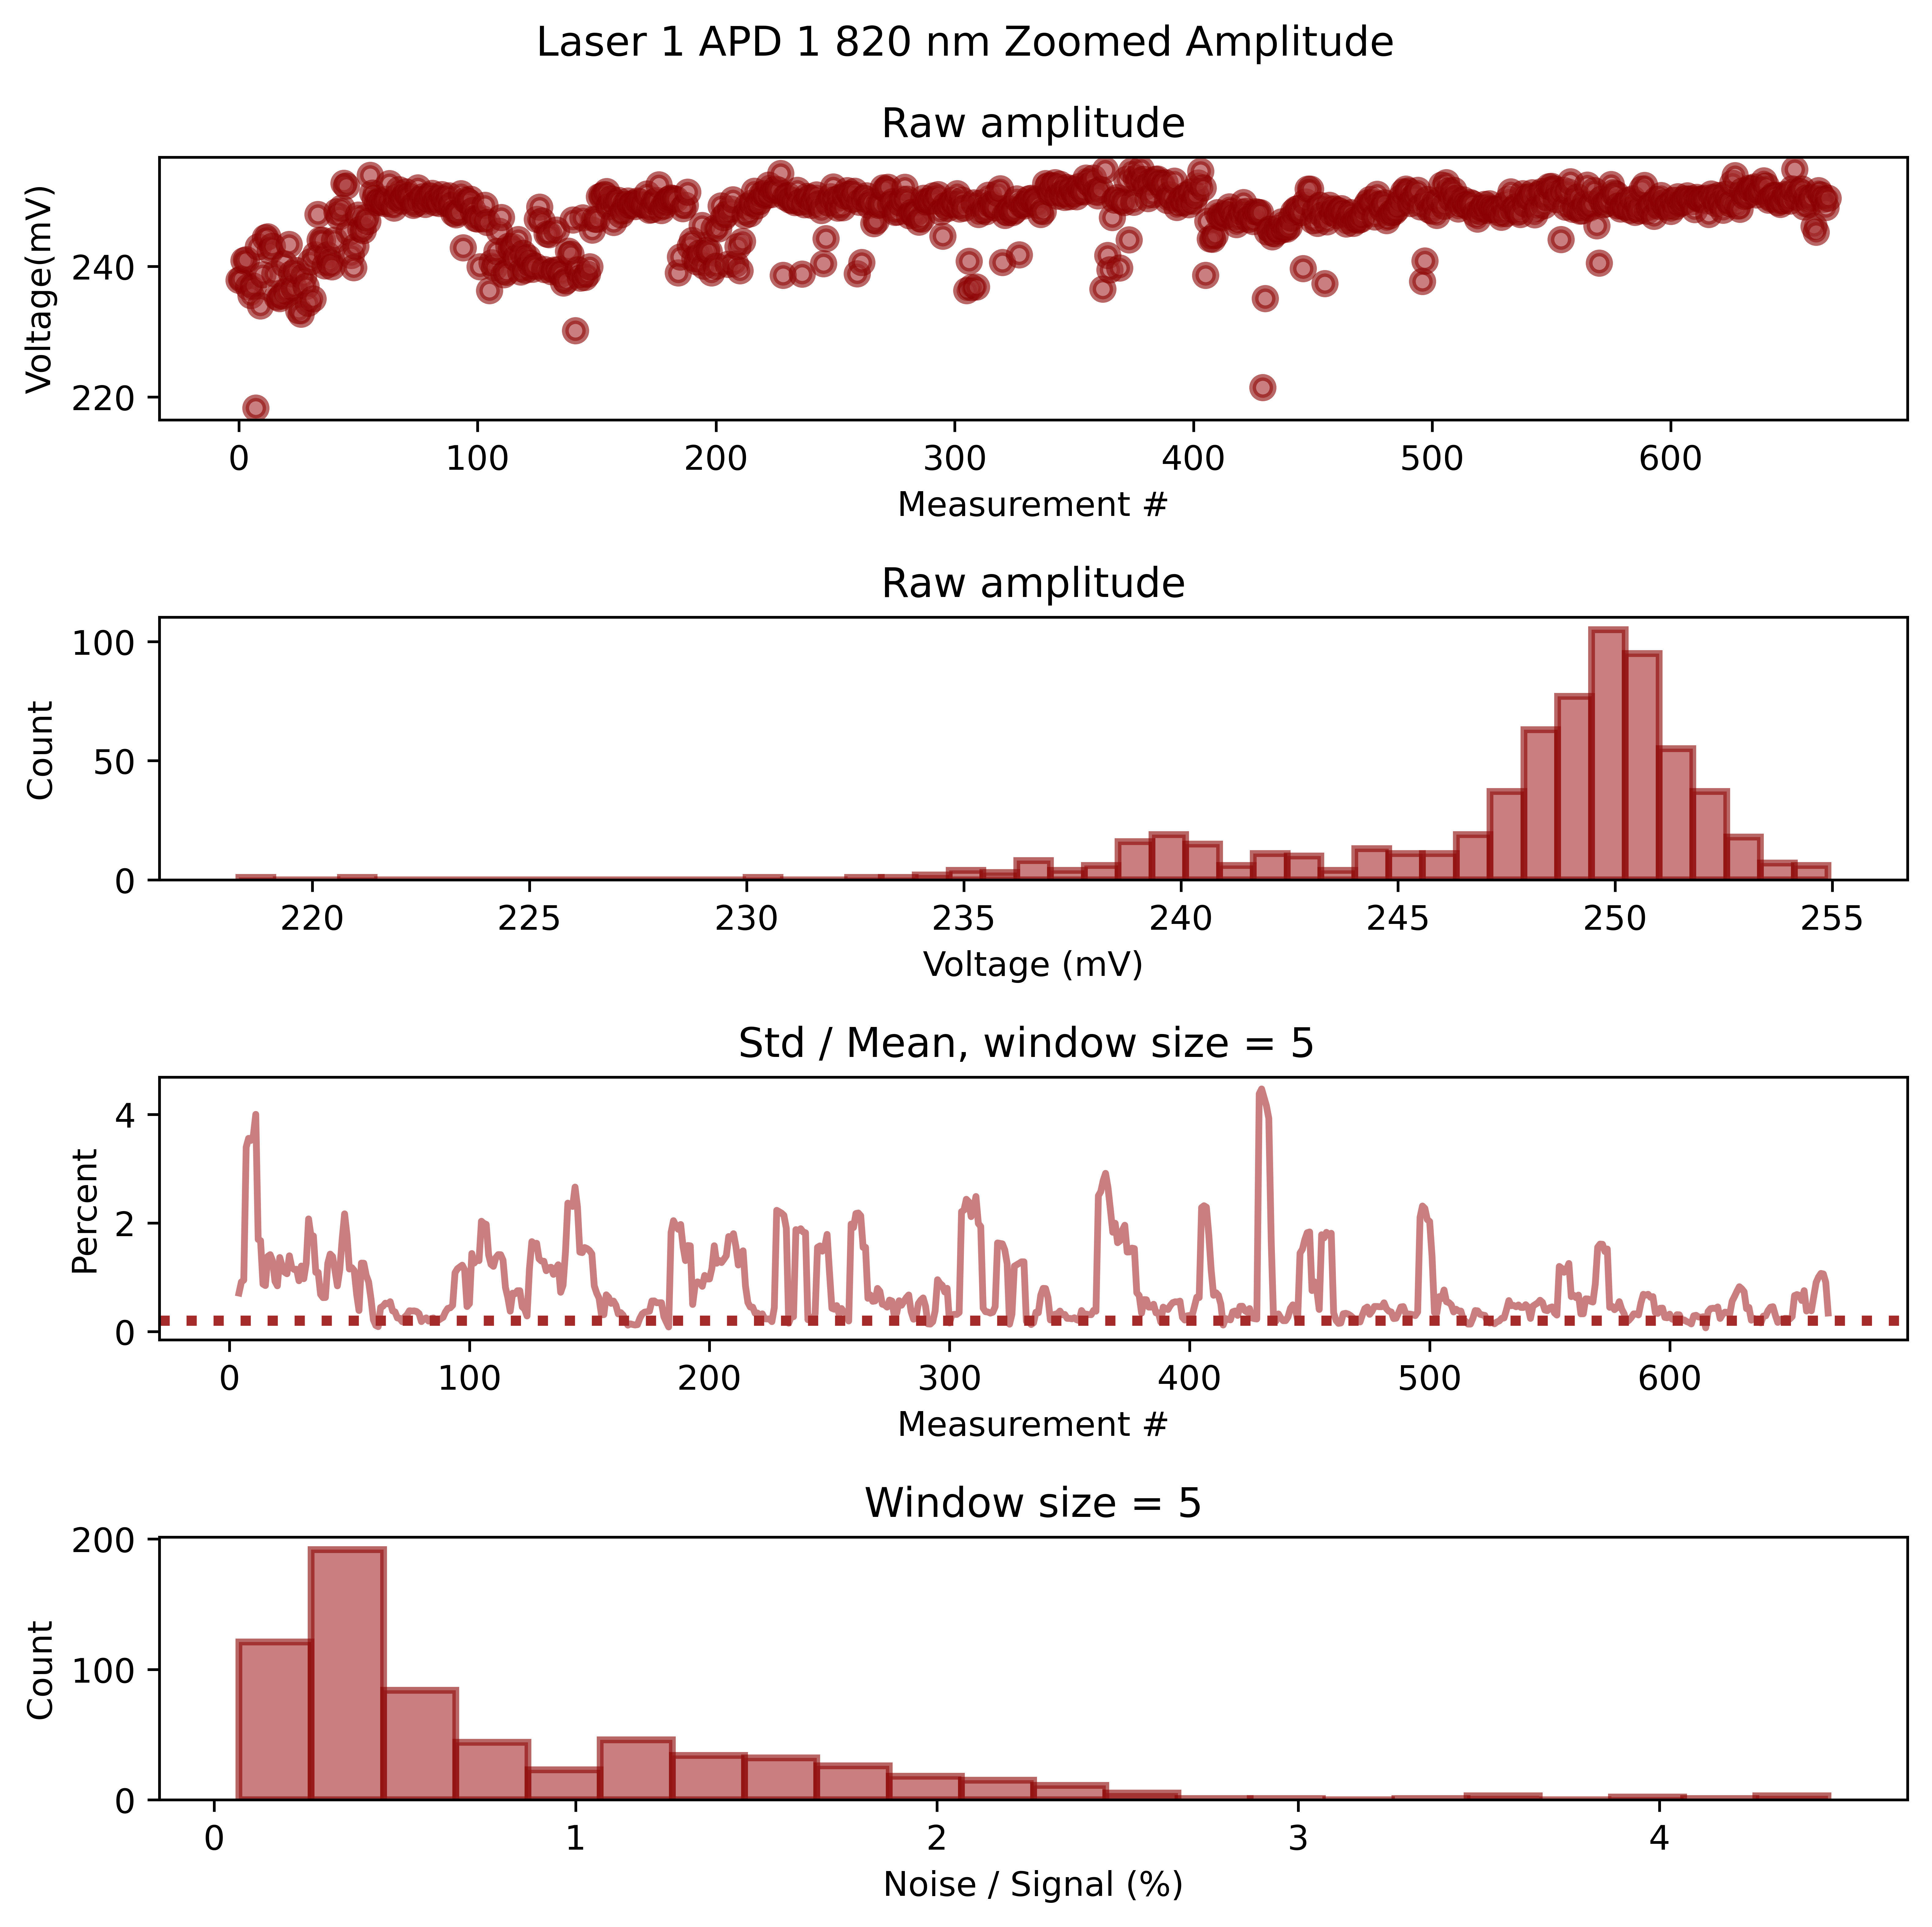 Laser 1 APD 1 820 nm Zoomed Amplitude
Raw amplitude
Voltage(mV)
240
220
0 100 200 300 400 500 600
Measurement #
Raw amplitude
Count
100
50
0
220 225 230 235 240 245 250 255
Voltage (mV)
Std / Mean, window size = 5
Percent
4
2
0
0 100 200 300 400 500 600
Measurement #
Window size = 5
Count
200
100
0
0 1 2 3 4
Noise / Signal (%)